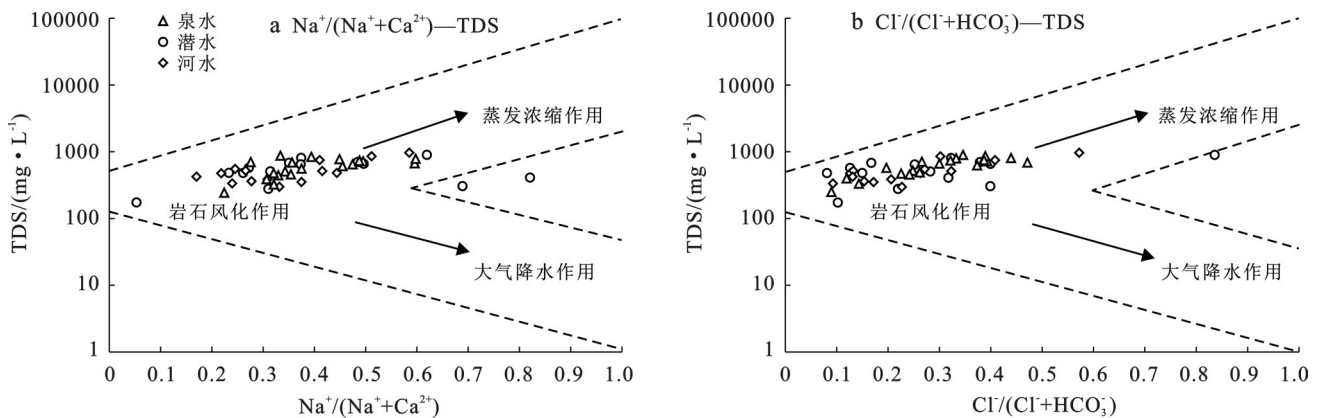 a Na⁺/(Na⁺+Ca²⁺)—TDS
泉水
潜水
河水
100000
10000
1000
100
10
1
TDS/(mg·L⁻¹)
蒸发浓缩作用
岩石风化作用
大气降水作用
0 0.1 0.2 0.3 0.4 0.5 0.6 0.7 0.8 0.9 1.0
Na⁺/(Na⁺+Ca²⁺)
b Cl⁻/(Cl⁻+HCO₃⁻)—TDS
100000
10000
1000
100
10
1
TDS/(mg·L⁻¹)
蒸发浓缩作用
岩石风化作用
大气降水作用
0 0.1 0.2 0.3 0.4 0.5 0.6 0.7 0.8 0.9 1.0
Cl⁻/(Cl⁻+HCO₃⁻)